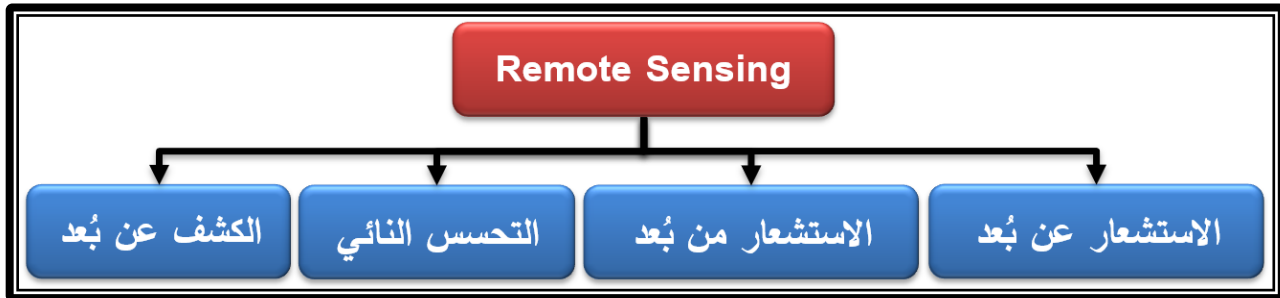 Remote Sensing
الاستشعار عن بُعد
الاستشعار من بُعد
التحسس النائي
الكشف عن بُعد